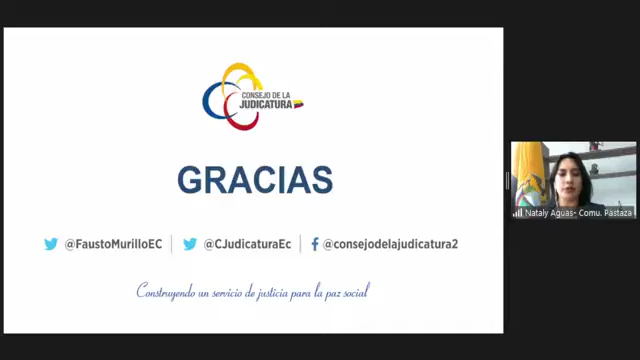 CONSEJO DE LA
JUDICATURA
GRACIAS
@FaustoMurilloEC
@CJudicaturaEc
@consejodelajudicatura2
Construyendo un servicio de justicia para la paz social
Nataly Aguas- Comu. Pastaza